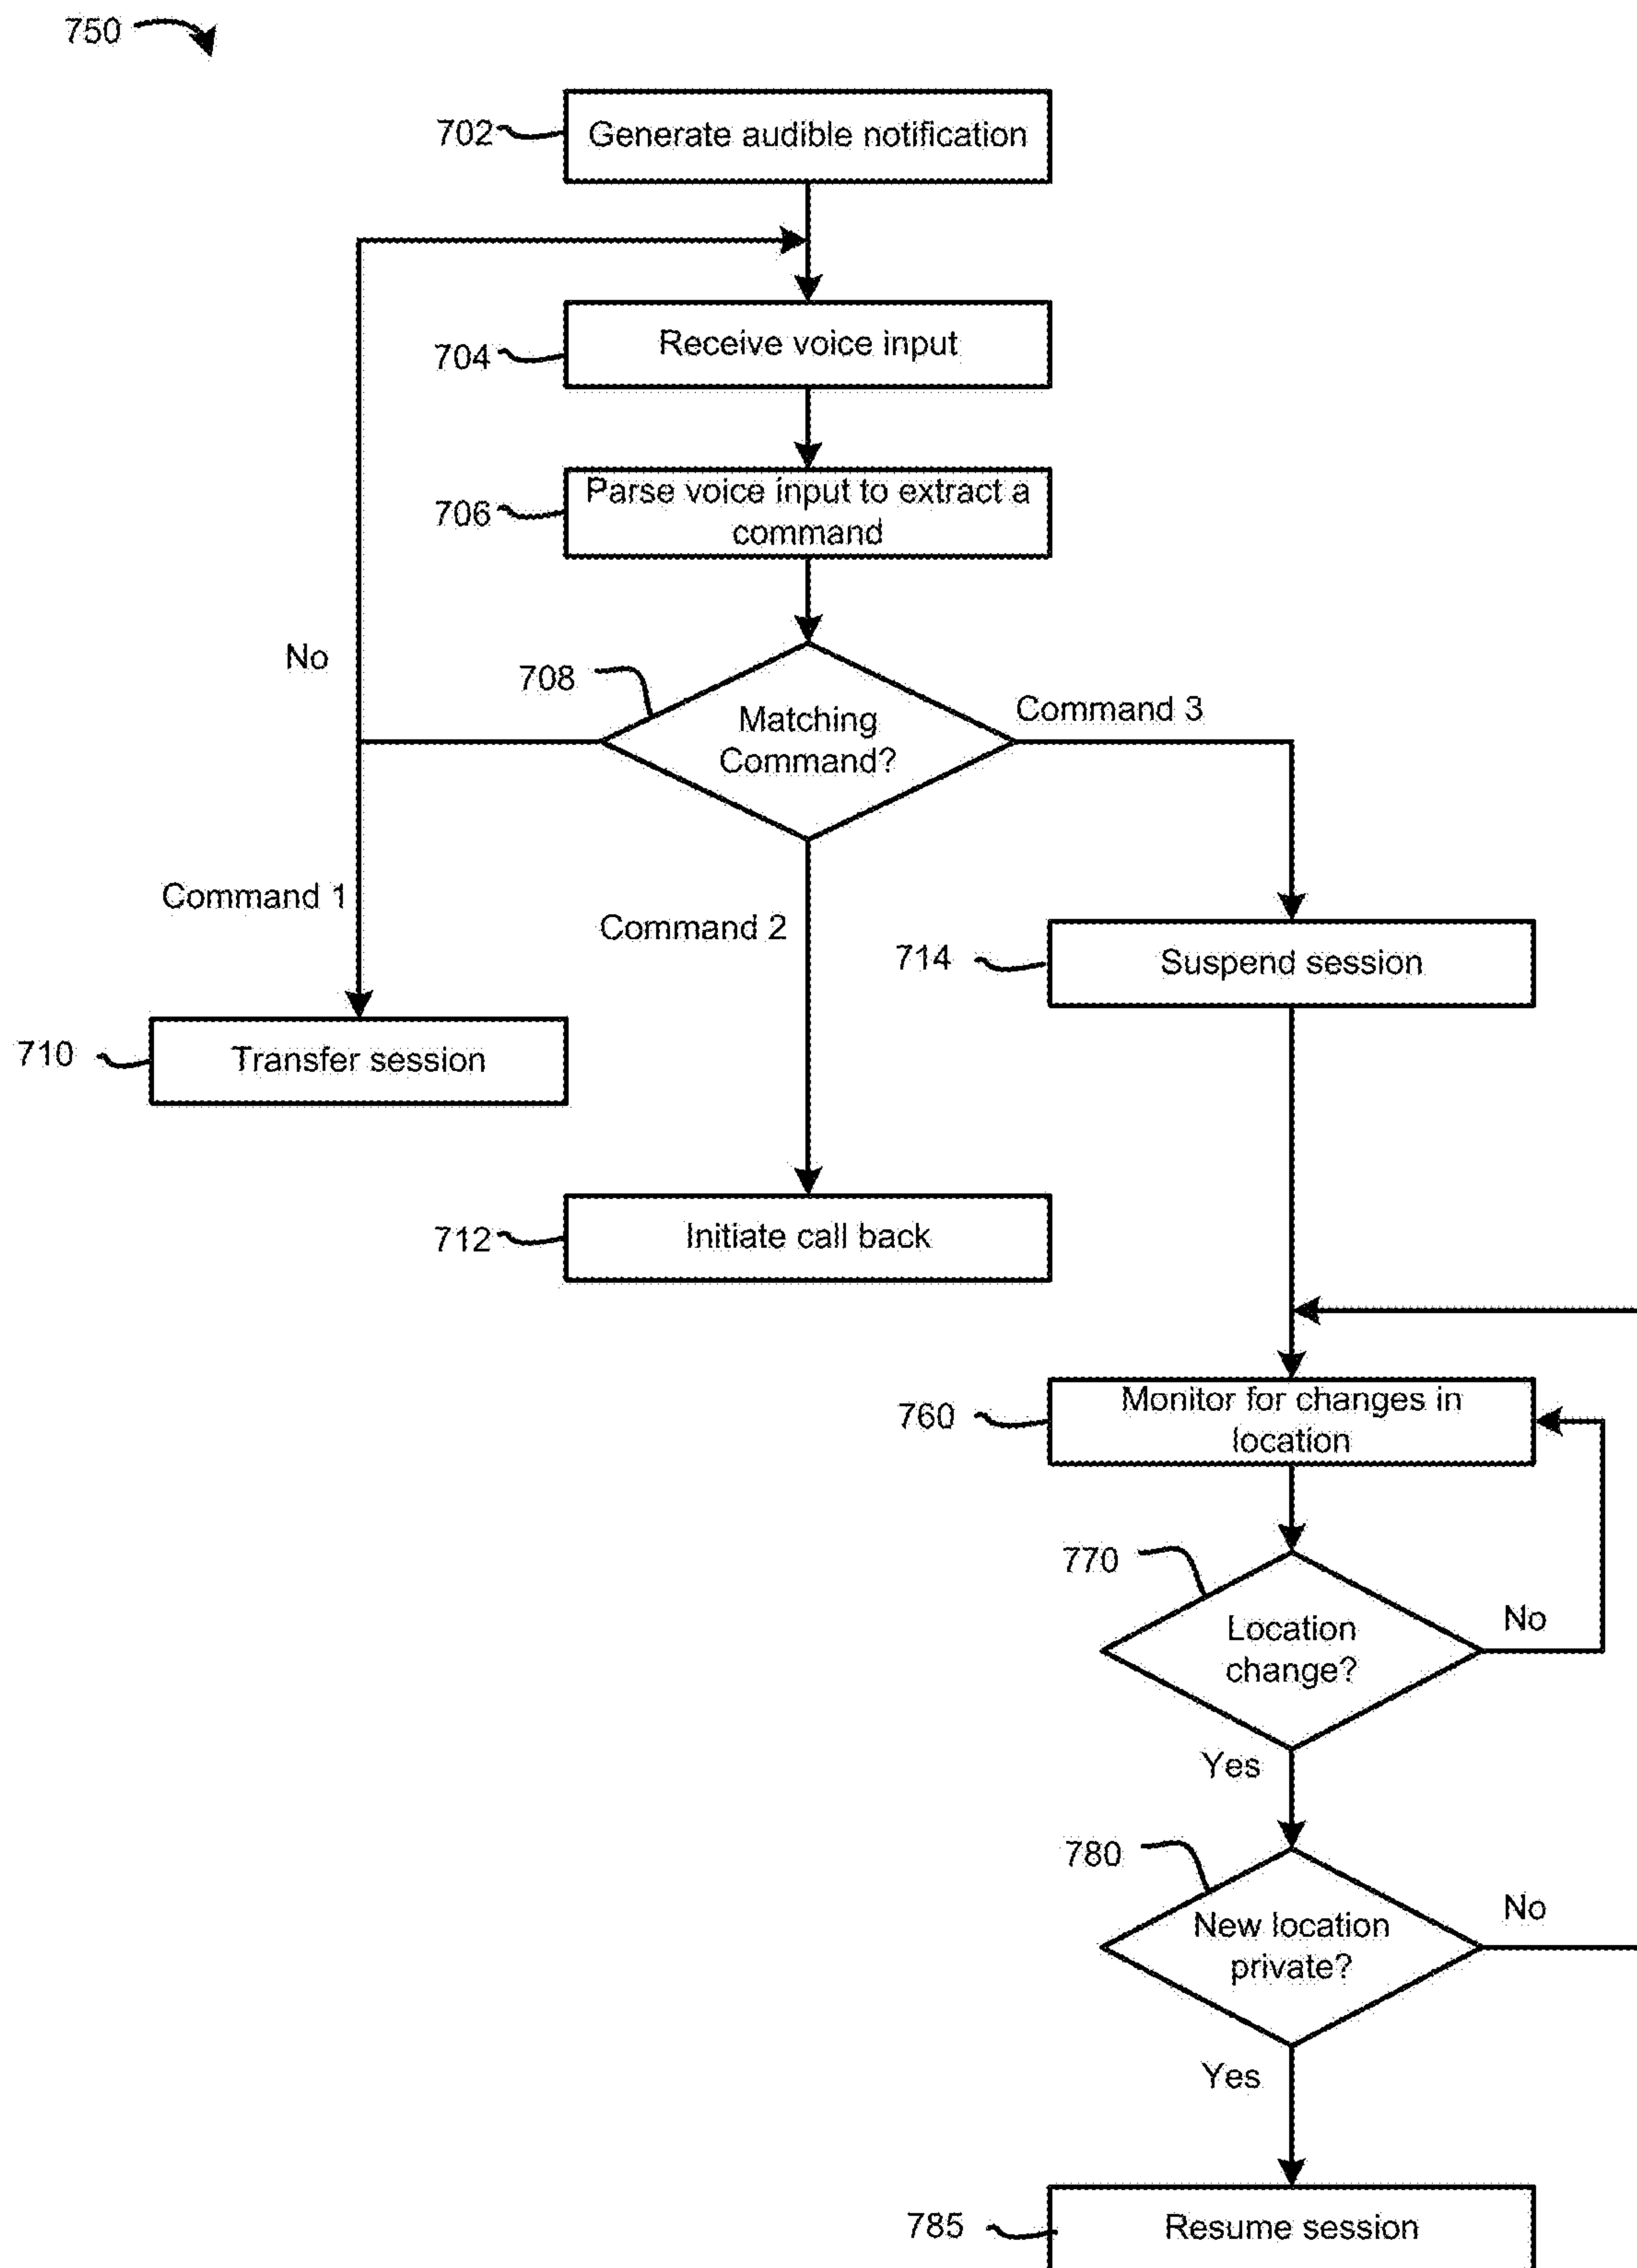 750
702
Generate audible notification
704
Receive voice input
706
Parse voice input to extract a
command
No
708
Matching
Command?
Command 3
Command 1
Command 2
714
Suspend session
710
Transfer session
712
Initiate call back
760
Monitor for changes in
location
770
Location
change?
No
Yes
780
New location
private?
No
Yes
785
Resume session